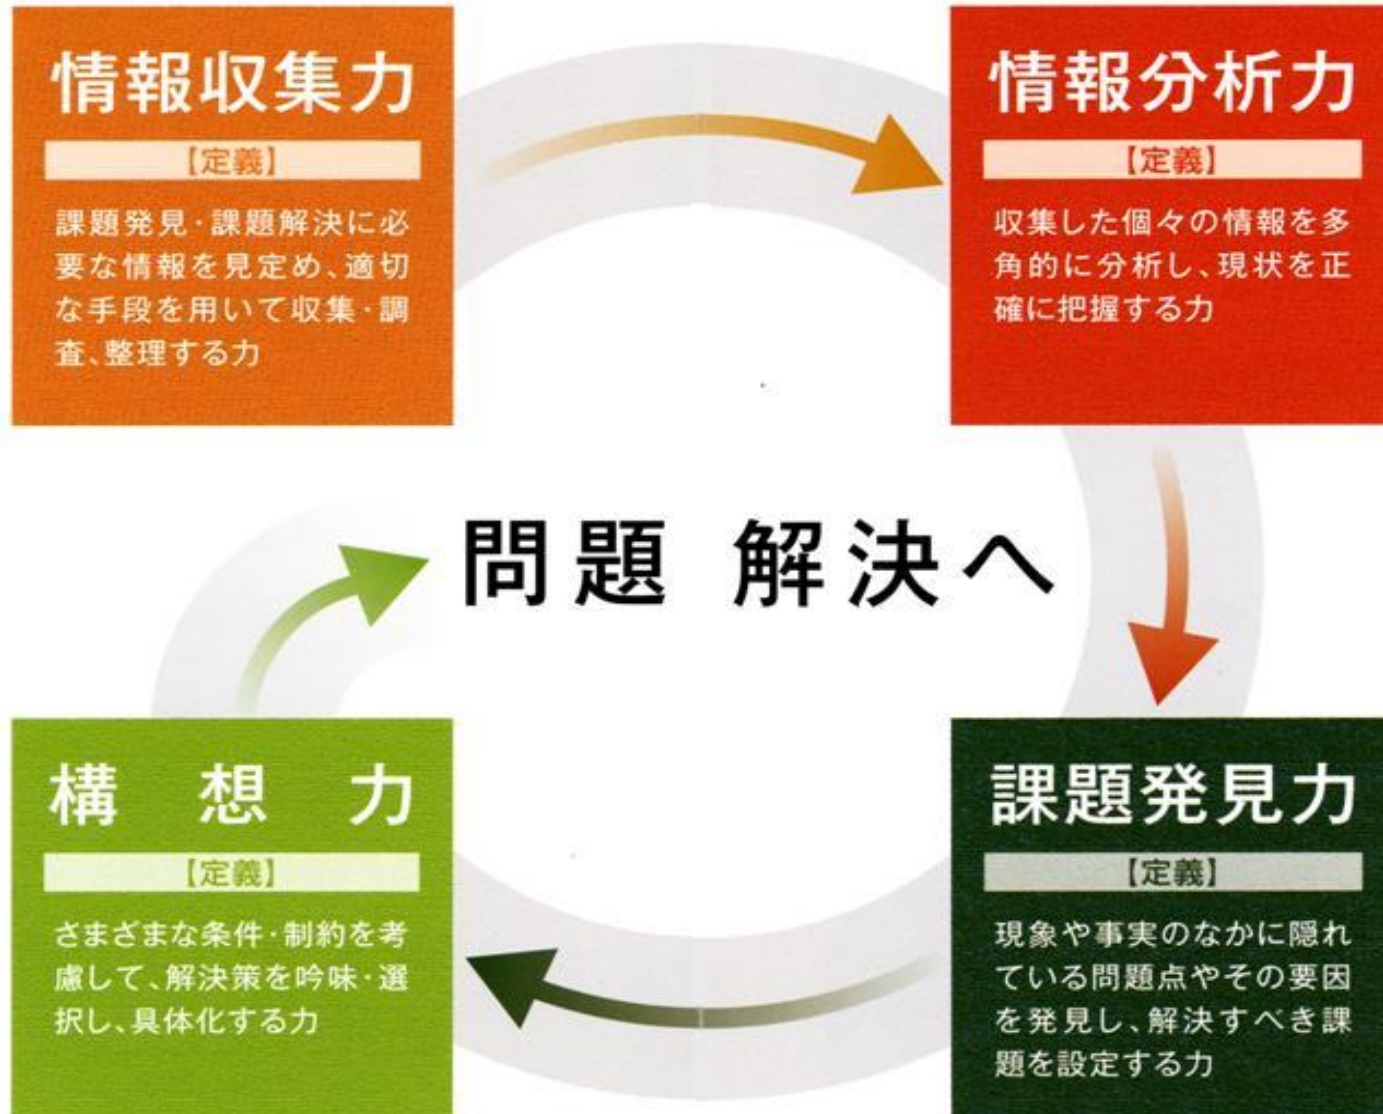 情報収集力
【定義】
課題発見・課題解決に必
要な情報を見定め、適切
な手段を用いて収集・調
査、整理する力
情報分析力
【定義】
収集した個々の情報を多
角的に分析し、現状を正
確に把握する力
問題 解決へ
構 想 力
【定義】
さまざまな条件・制約を考
慮して、解決策を吟味・選
択し、具体化する力
課題発見力
【定義】
現象や事実のなかに隠れ
ている問題点やその要因
を発見し、解決すべき課
題を設定する力